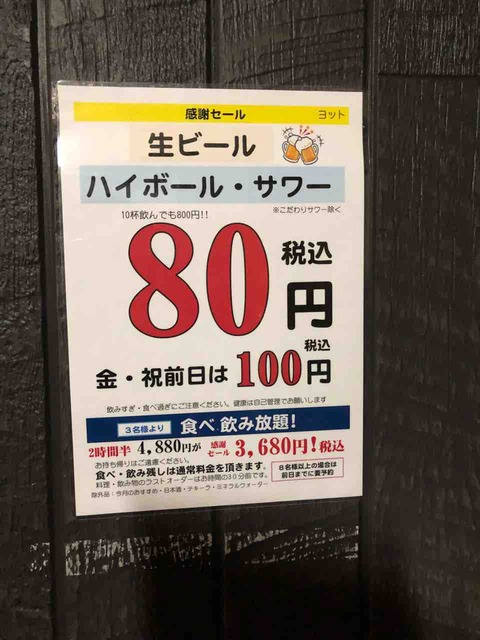 感謝セール ヨット
生ビール
ハイボール・サワー
10杯飲んでも800円!! ※こだわりサワー除く
80円 税込
金・祝前日は100円 税込
飲みすぎ・食べ過ぎにご注意ください。健康は自己管理でお願いします
3名様より 食べ飲み放題!
2時間半 4,880円が 感謝セール 3,680円!税込
お持ち帰りはご遠慮ください。
食べ・飲み残しは通常料金を頂きます。
8名様以上の場合は前日までに要予約
料理・飲み物のラストオーダーはお時間の30分前です。
除外品:今月のおすすめ・日本酒・テキーラ・ミネラルウォーター